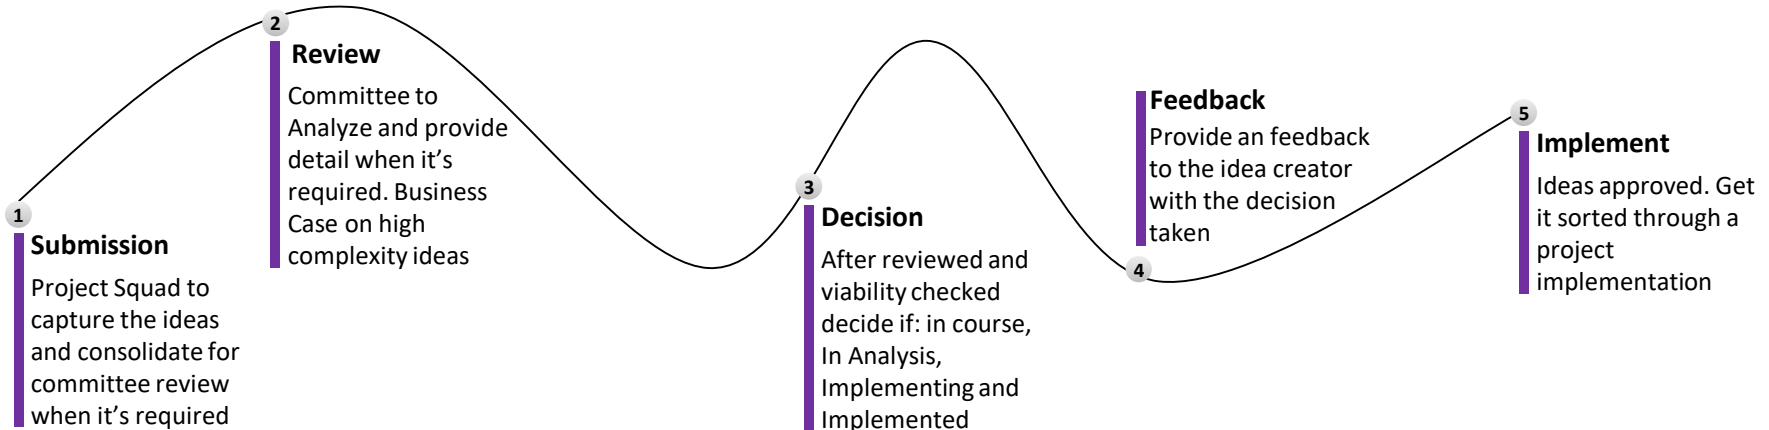 1
Submission
Project Squad to
capture the ideas
and consolidate for
committee review
when it's required
2
Review
Committee to
Analyze and provide
detail when it's
required. Business
Case on high
complexity ideas
3
Decision
After reviewed and
viability checked
decide if: in course,
In Analysis,
Implementing and
Implemented
4
Feedback
Provide an feedback
to the idea creator
with the decision
taken
5
Implement
Ideas approved. Get
it sorted through a
project
implementation